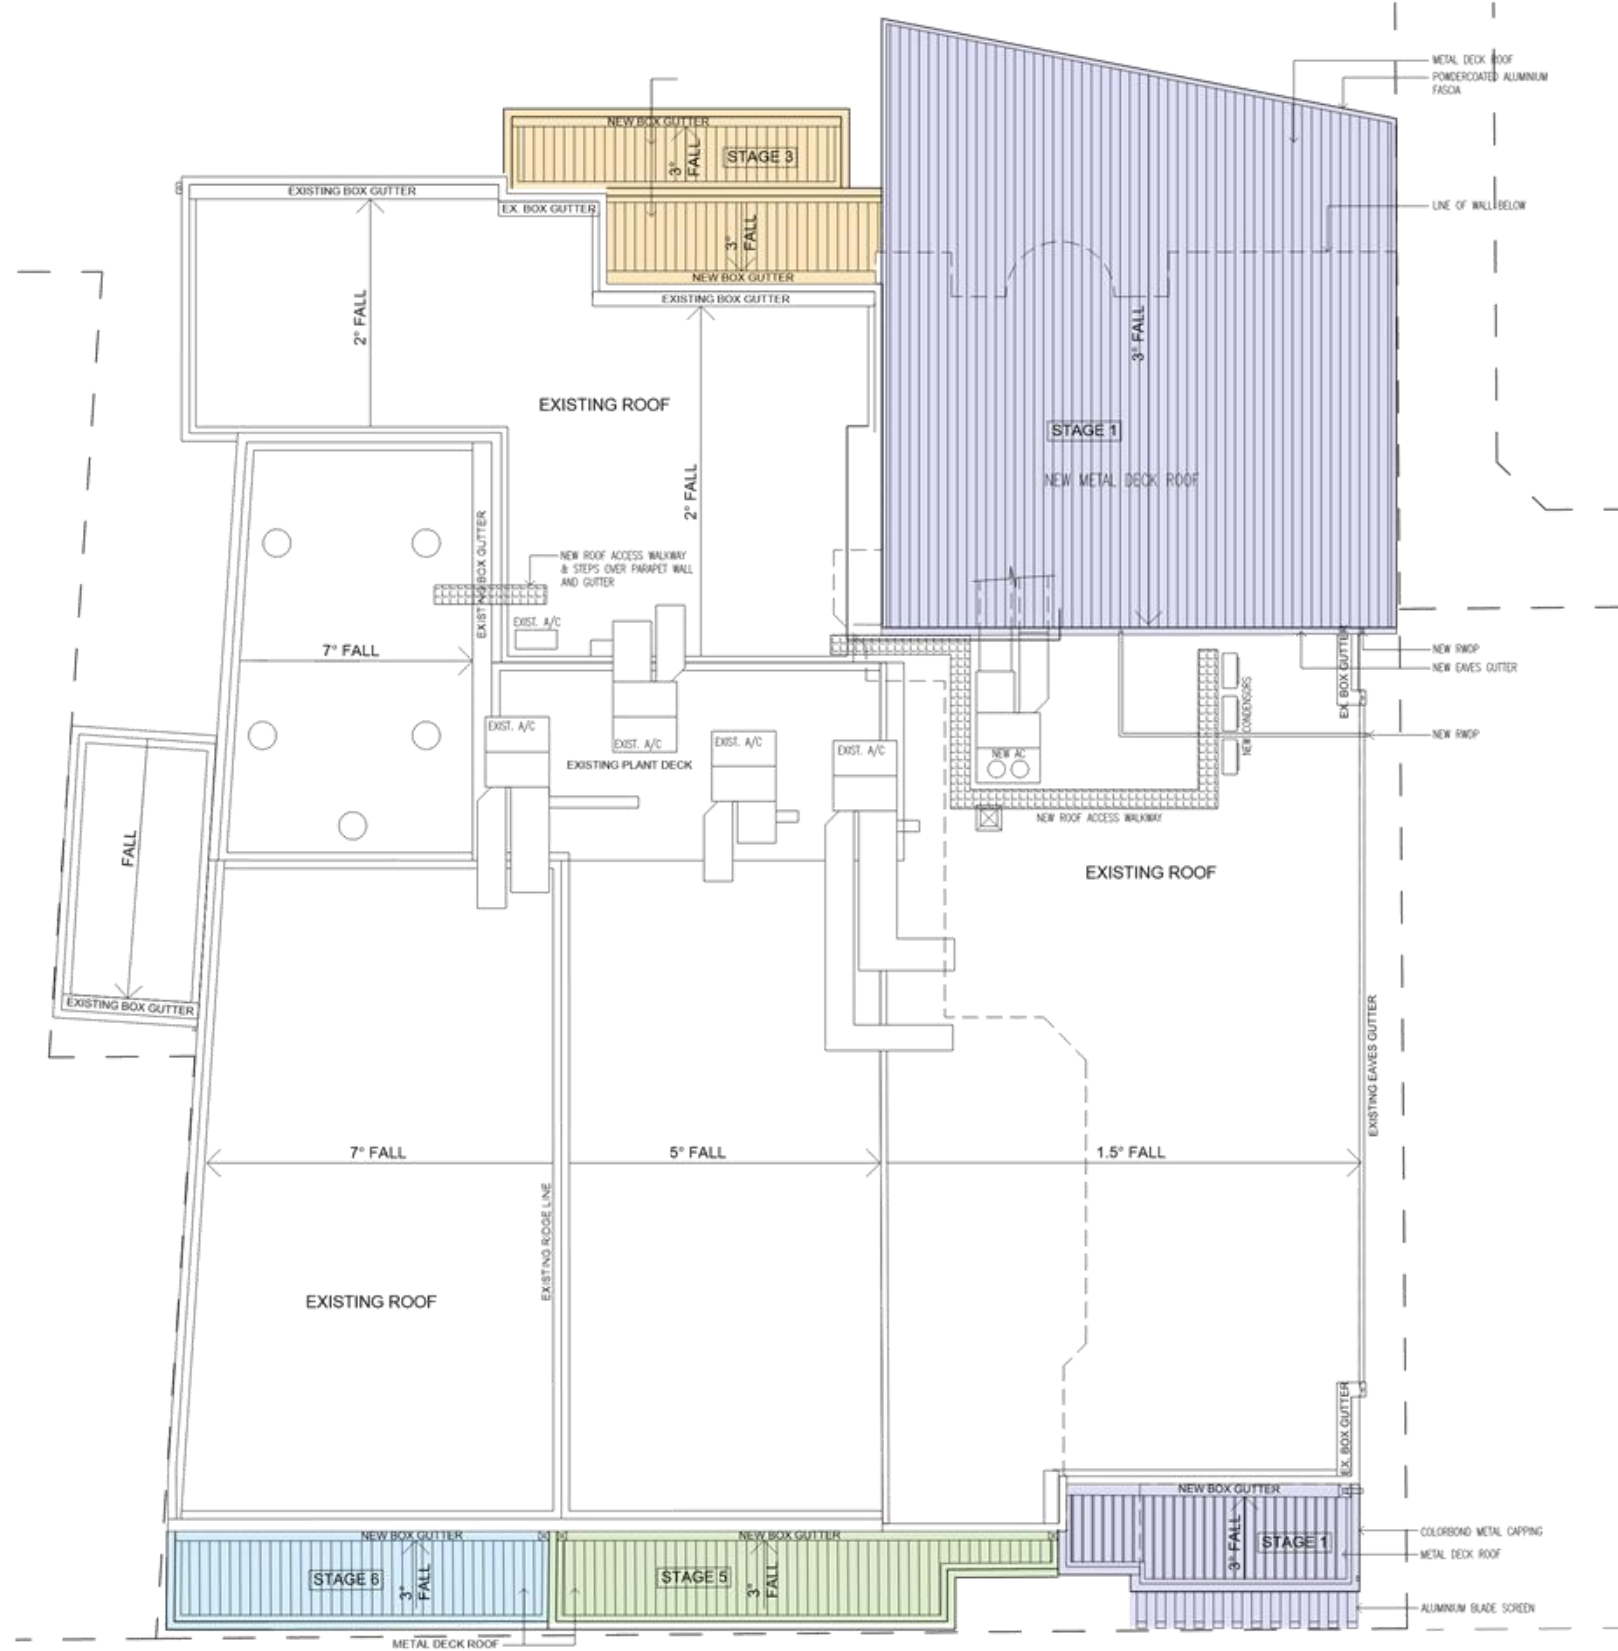 METAL DECK ROOF
POWDERCOATED ALUMINIUM
FASCIA
NEW BOX GUTTER
3° FALL
STAGE 3
EXISTING BOX GUTTER
EX. BOX GUTTER
LINE OF WALL BELOW
3° FALL
NEW BOX GUTTER
EXISTING BOX GUTTER
2° FALL
3° FALL
EXISTING ROOF
STAGE 1
NEW METAL DECK ROOF
2° FALL
EXISTING BOX GUTTER
NEW ROOF ACCESS WALKWAY
& STEPS OVER PARAPET WALL
AND GUTTER
EXIST. A/C
7° FALL
EX. BOX GUTTER
NEW RWDP
NEW EAVES GUTTER
NEW CONDENSORS
EXIST. A/C
EXIST. A/C
EXIST. A/C
EXIST. A/C
NEW AC
NEW RWDP
EXISTING PLANT DECK
NEW ROOF ACCESS WALKWAY
FALL
EXISTING ROOF
EXISTING BOX GUTTER
EXISTING EAVES GUTTER
7° FALL
5° FALL
1.5° FALL
EXISTING RIDGE LINE
EXISTING ROOF
EX. BOX GUTTER
NEW BOX GUTTER
NEW BOX GUTTER
NEW BOX GUTTER
3° FALL
STAGE 1
COLORBOND METAL CAPPING
METAL DECK ROOF
STAGE 6
3° FALL
STAGE 5
3° FALL
ALUMINIUM BLADE SCREEN
METAL DECK ROOF